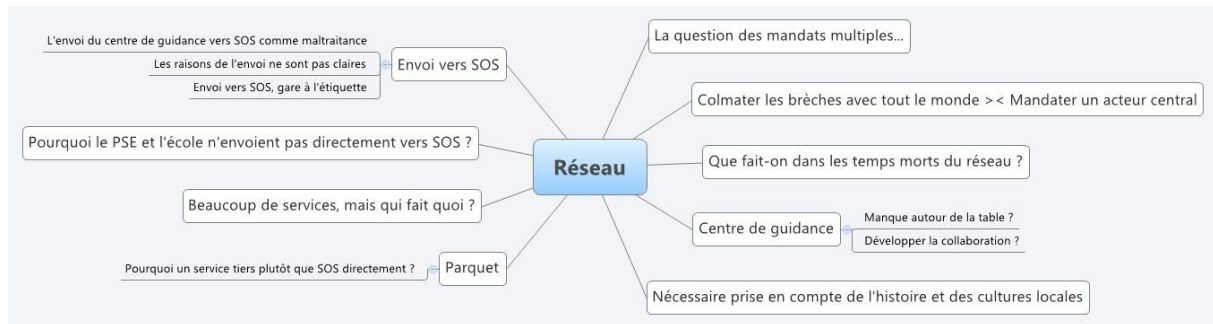 L'envoi du centre de guidance vers SOS comme maltraitance
Les raisons de l'envoi ne sont pas claires
Envoi vers SOS, gare à l'étiquette
Envoi vers SOS
Pourquoi le PSE et l'école n'envoient pas directement vers SOS ?
Beaucoup de services, mais qui fait quoi ?
Pourquoi un service tiers plutôt que SOS directement ?
Parquet
Réseau
La question des mandats multiples...
Colmater les brèches avec tout le monde >< Mandater un acteur central
Que fait-on dans les temps morts du réseau ?
Centre de guidance
Manque autour de la table ?
Développer la collaboration ?
Nécessaire prise en compte de l'histoire et des cultures locales